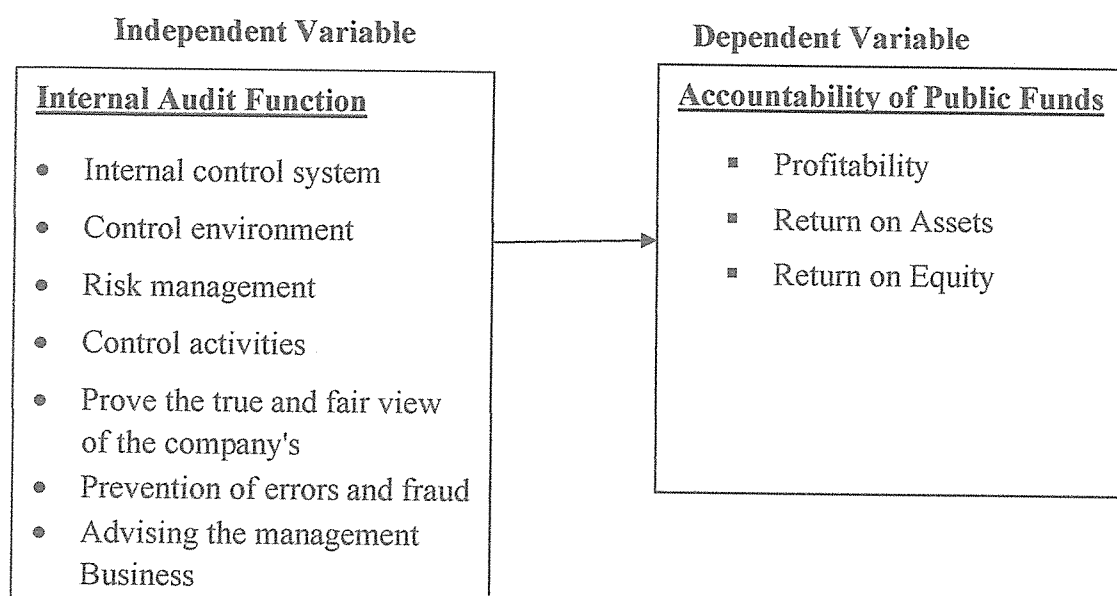 Independent Variable
Internal Audit Function
• Internal control system
• Control environment
• Risk management
• Control activities
• Prove the true and fair view
of the company's
• Prevention of errors and fraud
• Advising the management
Business
Dependent Variable
Accountability of Public Funds
▪ Profitability
▪ Return on Assets
▪ Return on Equity